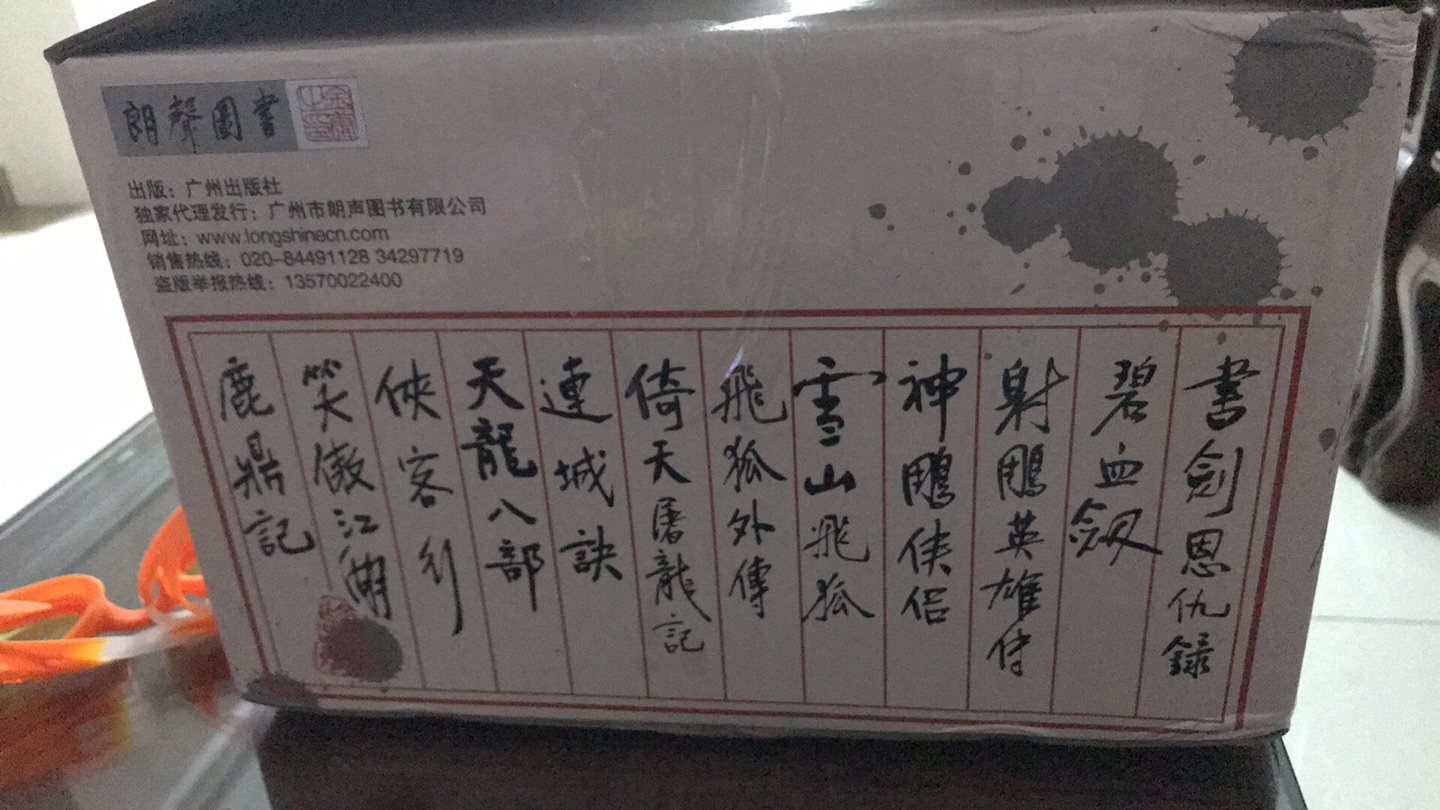 朗聲圖書
出版：广州出版社
独家代理发行：广州市朗声图书有限公司
网址：www.longshinecn.com
销售热线：020-84491128 34297719
盗版举报热线：13570022400
書劍恩仇錄
碧血劔
射鵰英雄傳
神鵰俠侶
雪山飛狐
飛狐外傳
倚天屠龍記
連城訣
天龍八部
俠客行
笑傲江湖
鹿鼎記